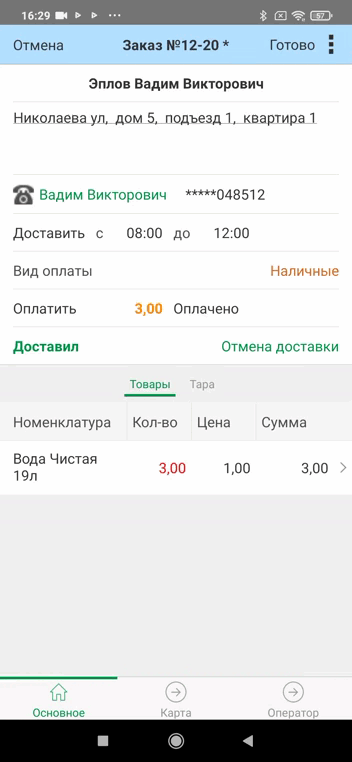 16:29 57
Отмена Заказ №12-20 * Готово
Эплов Вадим Викторович
Николаева ул, дом 5, подъезд 1, квартира 1
Вадим Викторович *****048512
Доставить с 08:00 до 12:00
Вид оплаты Наличные
Оплатить 3,00 Оплачено
Доставил Отмена доставки
Товары Тара
Номенклатура Кол-во Цена Сумма
Вода Чистая 3,00 1,00 3,00
19л
Основное Карта Оператор